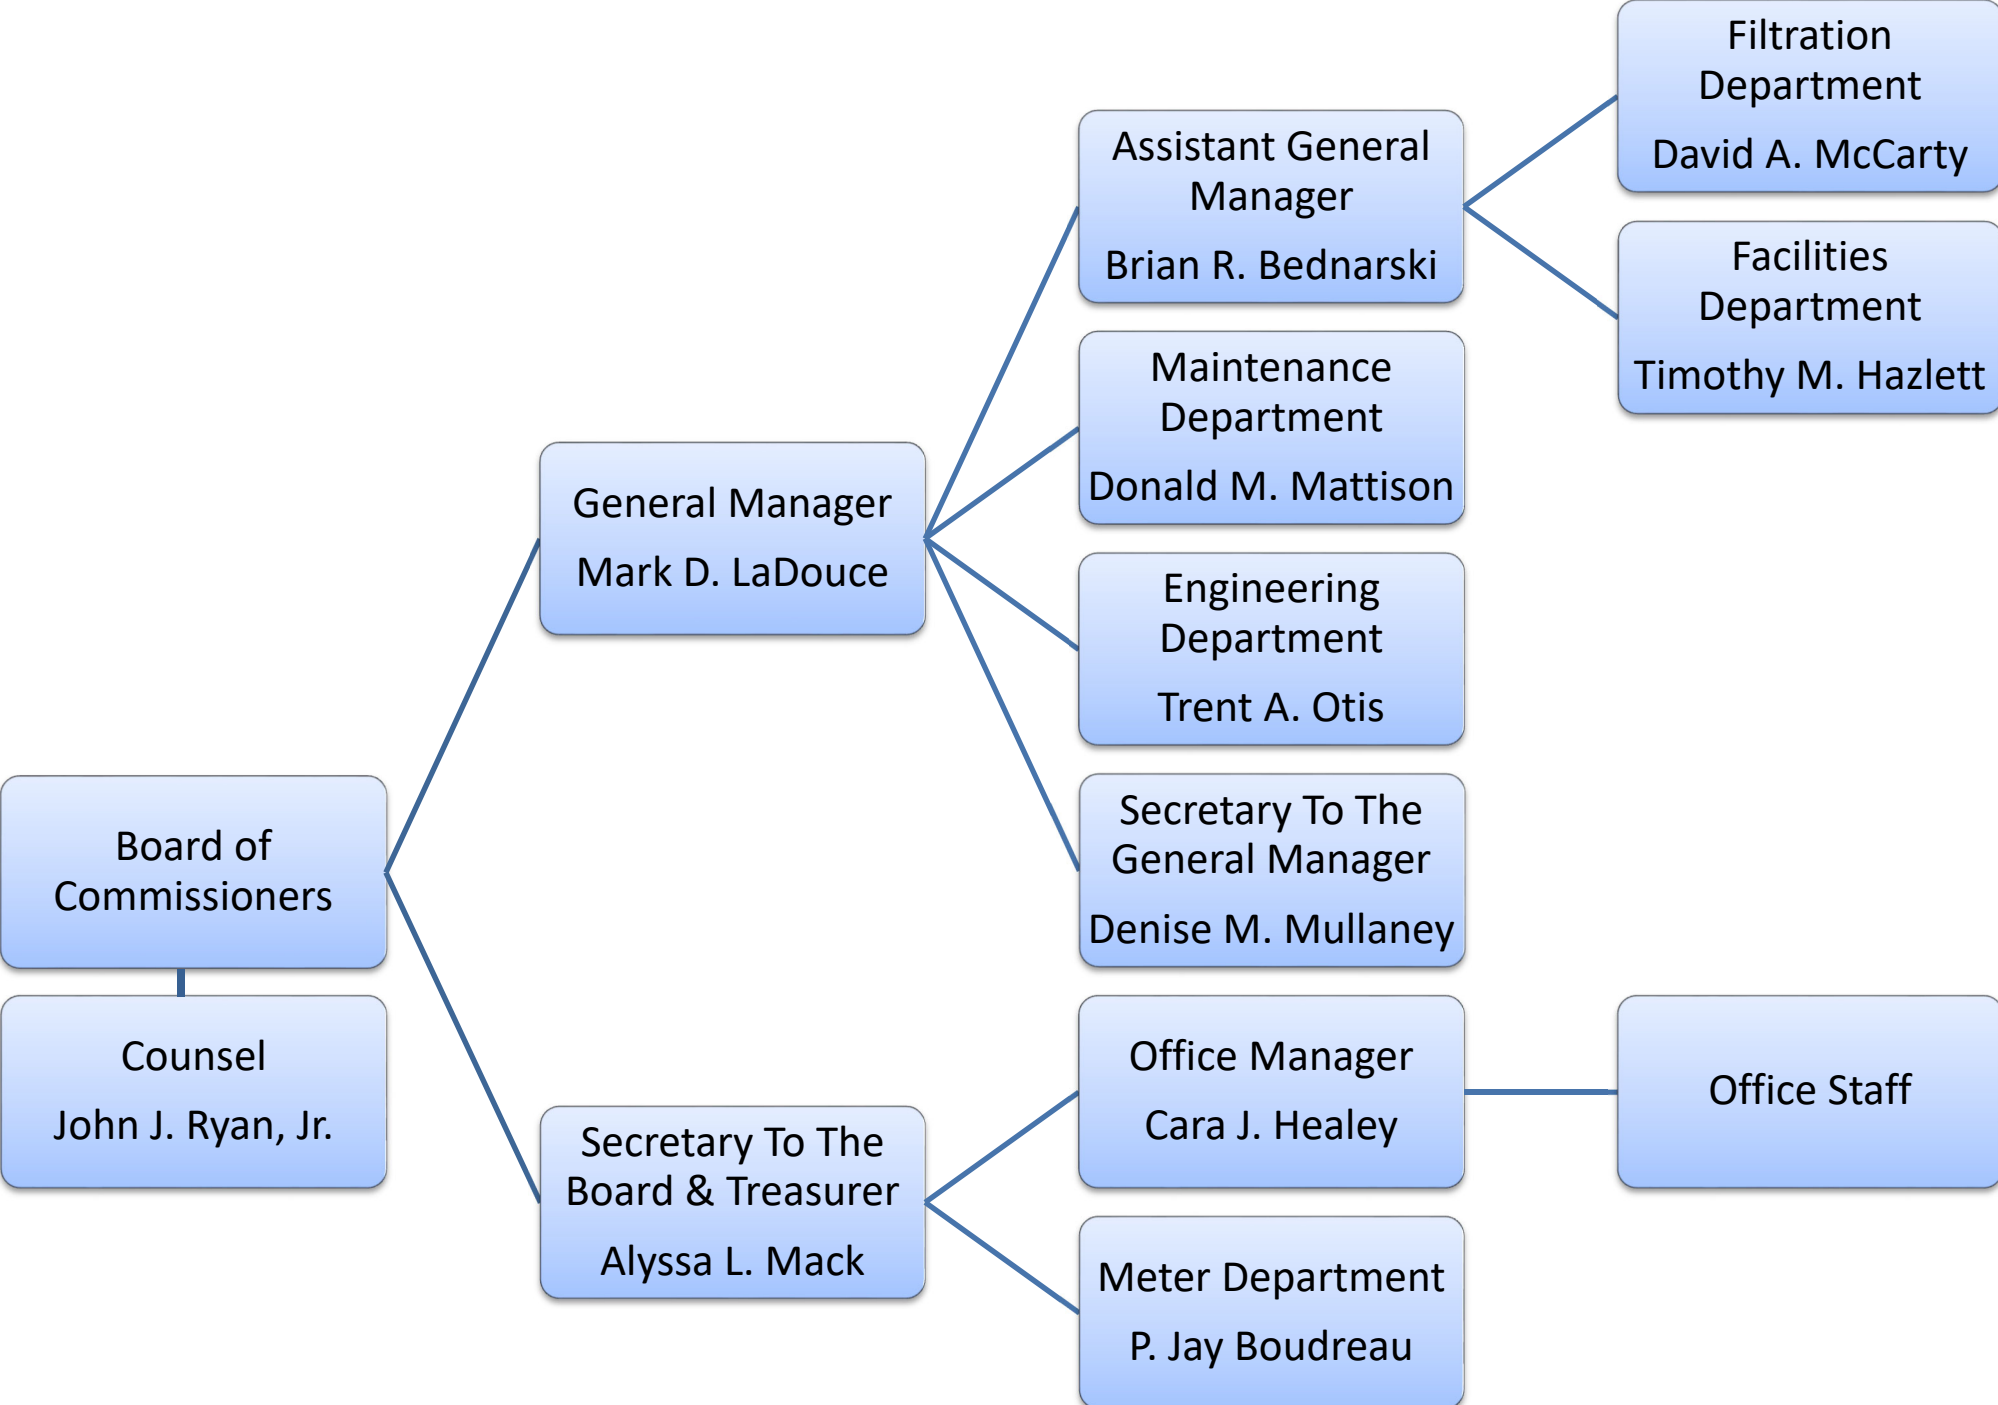 Board of
Commissioners
Counsel
John J. Ryan, Jr.
General Manager
Mark D. LaDouce
Assistant General
Manager
Brian R. Bednarski
Filtration
Department
David A. McCarty
Facilities
Department
Timothy M. Hazlett
Maintenance
Department
Donald M. Mattison
Engineering
Department
Trent A. Otis
Secretary To The
General Manager
Denise M. Mullaney
Secretary To The
Board & Treasurer
Alyssa L. Mack
Office Manager
Cara J. Healey
Office Staff
Meter Department
P. Jay Boudreau